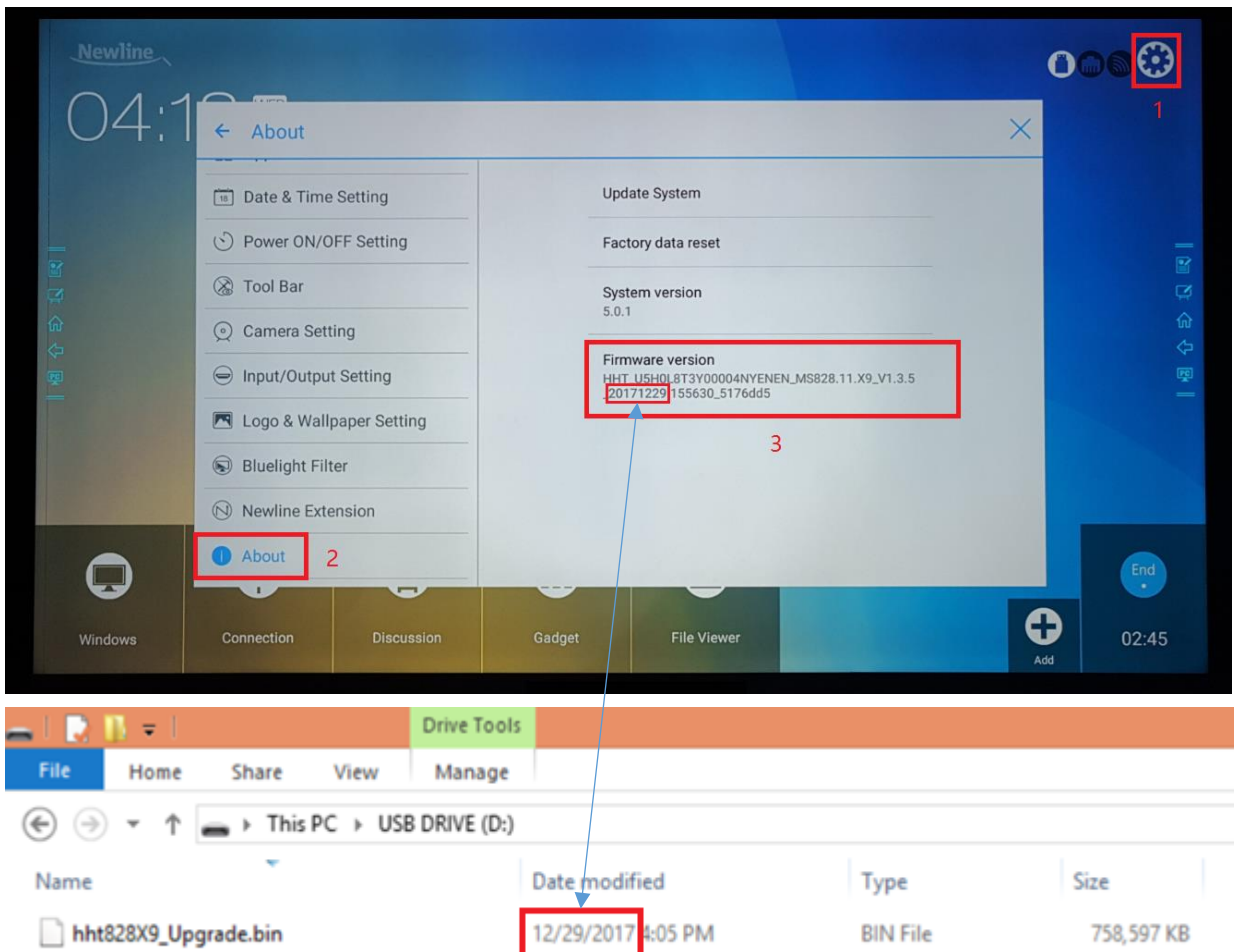 Newline
04:1
1
← About
Date & Time Setting
Power ON/OFF Setting
Tool Bar
Camera Setting
Input/Output Setting
Logo & Wallpaper Setting
Bluelight Filter
Newline Extension
About
2
Update System
Factory data reset
System version
5.0.1
Firmware version
HHT_U5H0L8T3Y00004NYENEN_MS828.11.X9_V1.3.5
_20171229 155630_5176dd5
3
PC
PC
Windows
Connection
Discussion
Gadget
File Viewer
Add
End
02:45
Drive Tools
File Home Share View Manage
This PC USB DRIVE (D:)
Name Date modified Type Size
hht828X9_Upgrade.bin 12/29/2017 4:05 PM BIN File 758,597 KB